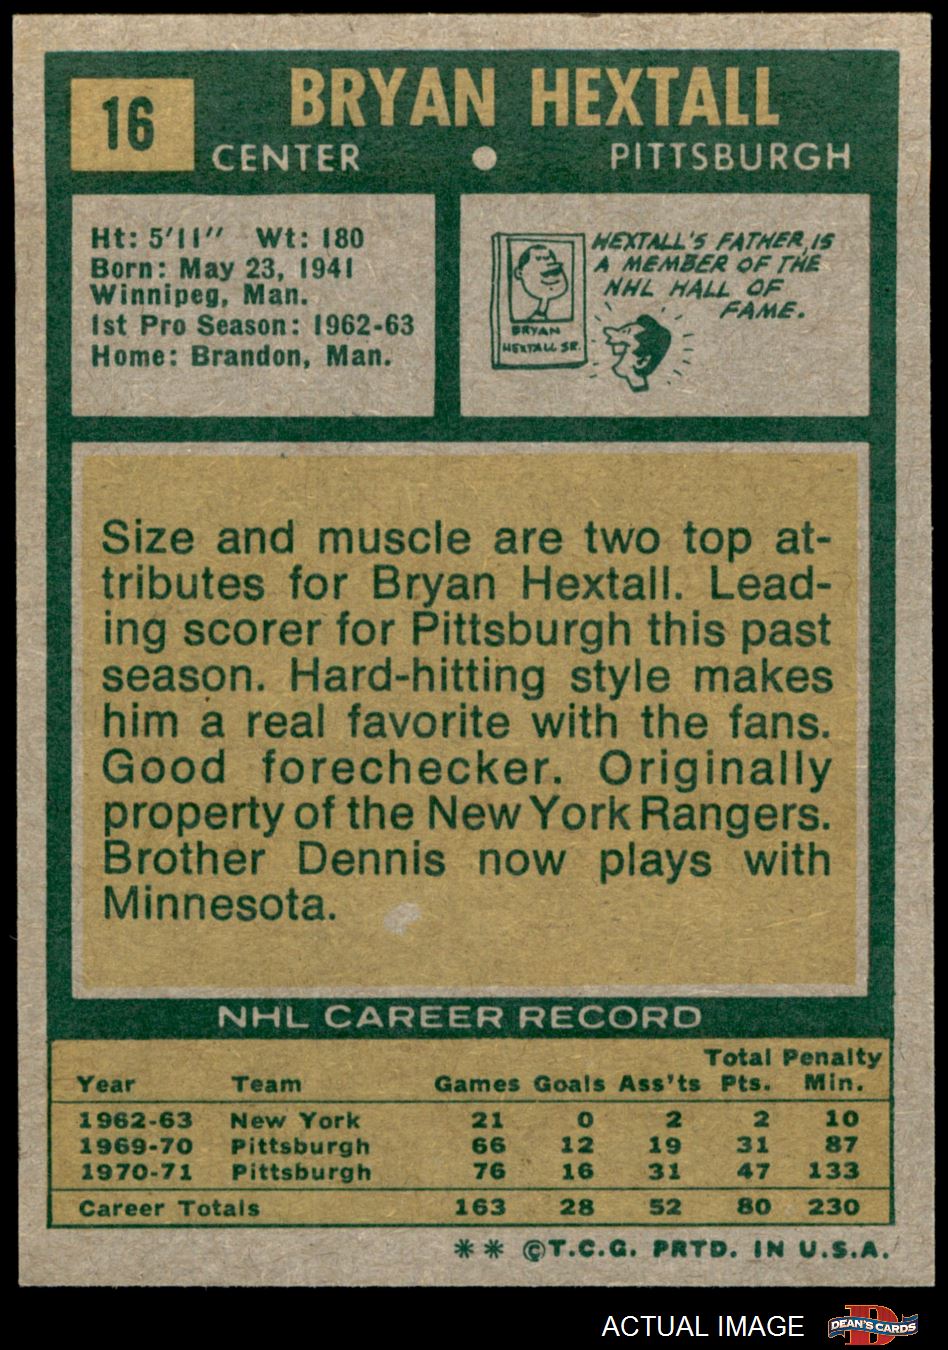 16
BRYAN HEXTALL
CENTER • PITTSBURGH
Ht: 5'11" Wt: 180
Born: May 23, 1941
Winnipeg, Man.
1st Pro Season: 1962-63
Home: Brandon, Man.
HEXTALL'S FATHER IS
A MEMBER OF THE
NHL HALL OF
FAME.
BRYAN
HEXTALL SR.
Size and muscle are two top at-
tributes for Bryan Hextall. Lead-
ing scorer for Pittsburgh this past
season. Hard-hitting style makes
him a real favorite with the fans.
Good forechecker. Originally
property of the New York Rangers.
Brother Dennis now plays with
Minnesota.
NHL CAREER RECORD
Total Penalty
Year Team Games Goals Ass'ts Pts. Min.
1962-63 New York 21 0 2 2 10
1969-70 Pittsburgh 66 12 19 31 87
1970-71 Pittsburgh 76 16 31 47 133
Career Totals 163 28 52 80 230
** ©T.C.G. PRTD. IN U.S.A.
ACTUAL IMAGE
D
DEAN'S CARDS